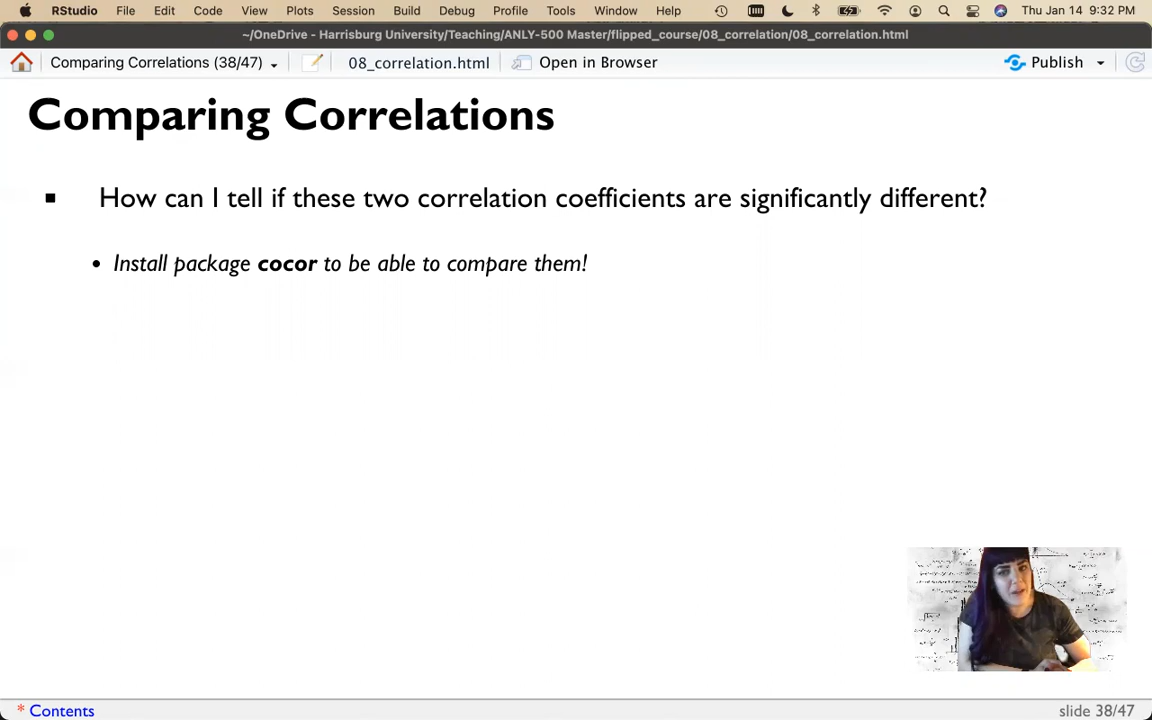 RStudio File Edit Code View Plots Session Build Debug Profile Tools Window Help Thu Jan 14 9:32 PM
~/OneDrive - Harrisburg University/Teaching/ANLY-500 Master/flipped_course/08_correlation/08_correlation.html
Comparing Correlations (38/47) 08_correlation.html Open in Browser Publish
Comparing Correlations
How can I tell if these two correlation coefficients are significantly different?
Install package cocor to be able to compare them!
* Contents slide 38/47